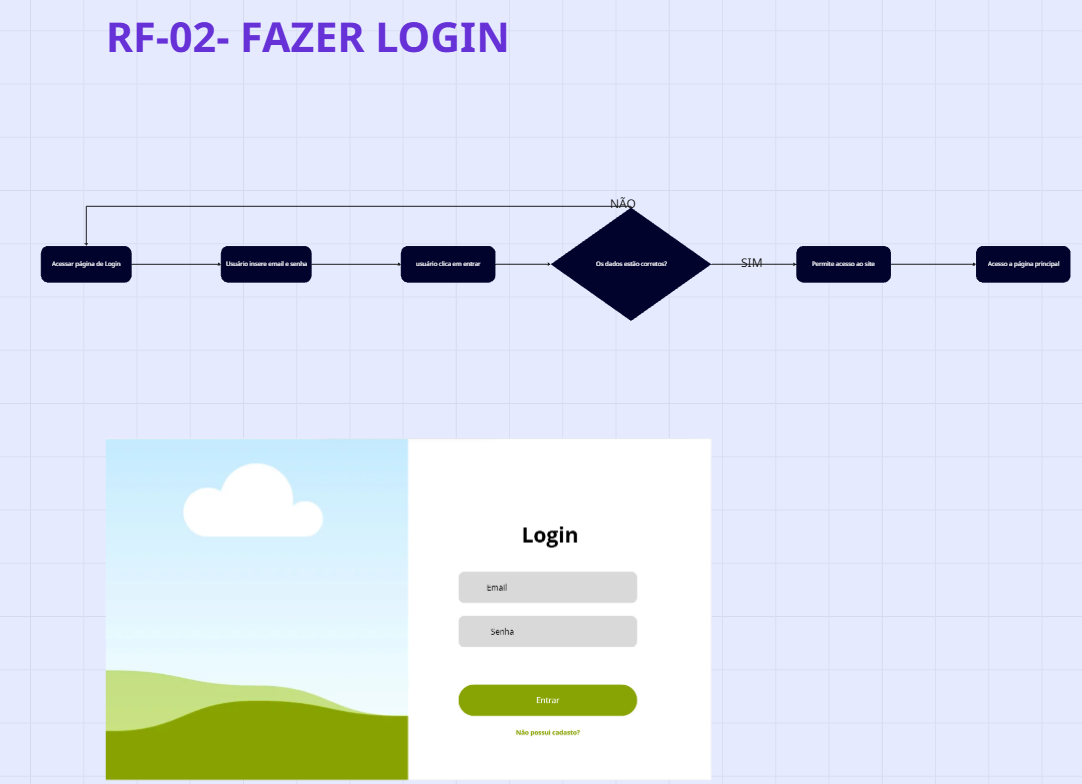 RF-02- FAZER LOGIN
NÃO
Acessar página de Login
Usuário insere email e senha
usuário clica em entrar
Os dados estão corretos?
SIM
Permite acesso ao site
Acesso a página principal
Login
Email
Senha
Entrar
Não possui cadasto?